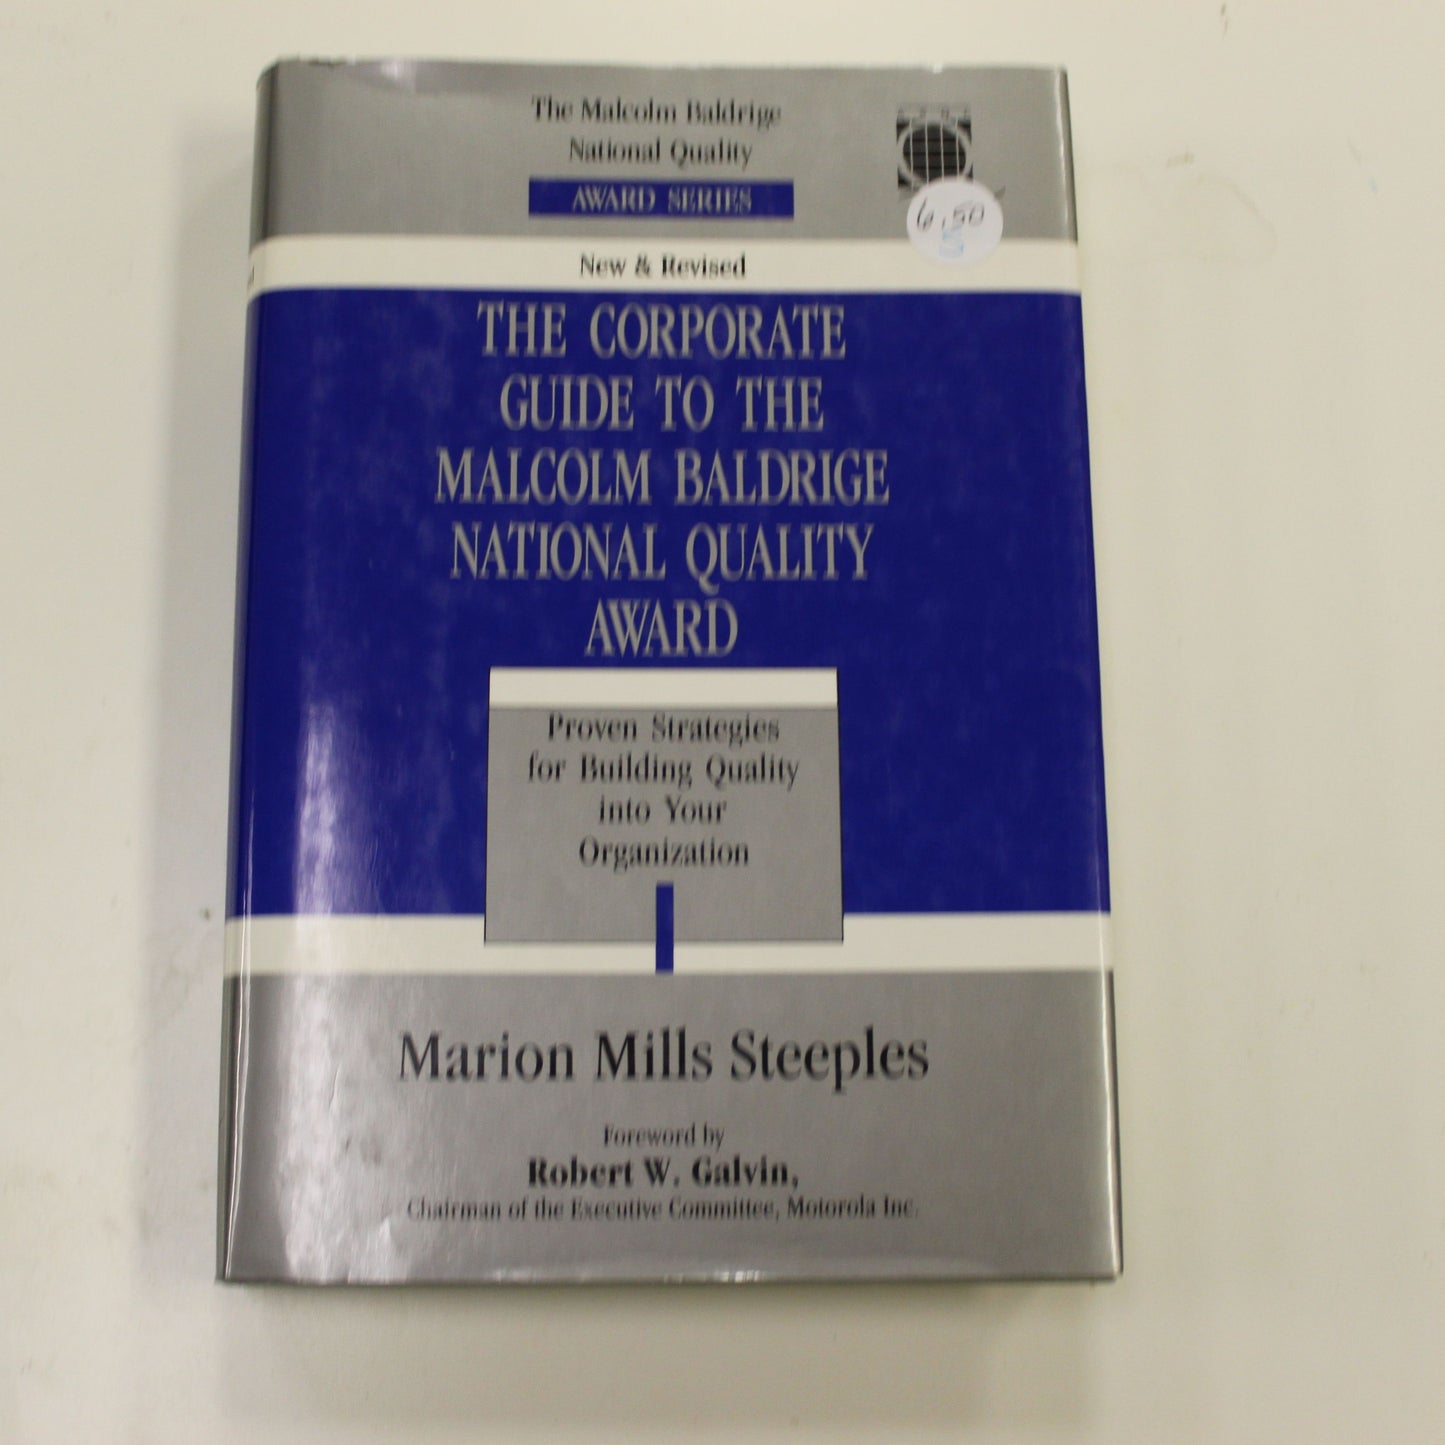 The Malcolm Baldrige
National Quality
AWARD SERIES
6.50
New & Revised
THE CORPORATE
GUIDE TO THE
MALCOLM BALDRIGE
NATIONAL QUALITY
AWARD
Proven Strategies
for Building Quality
into Your
Organization
Marion Mills Steeples
Foreword by
Robert W. Galvin,
Chairman of the Executive Committee, Motorola Inc.